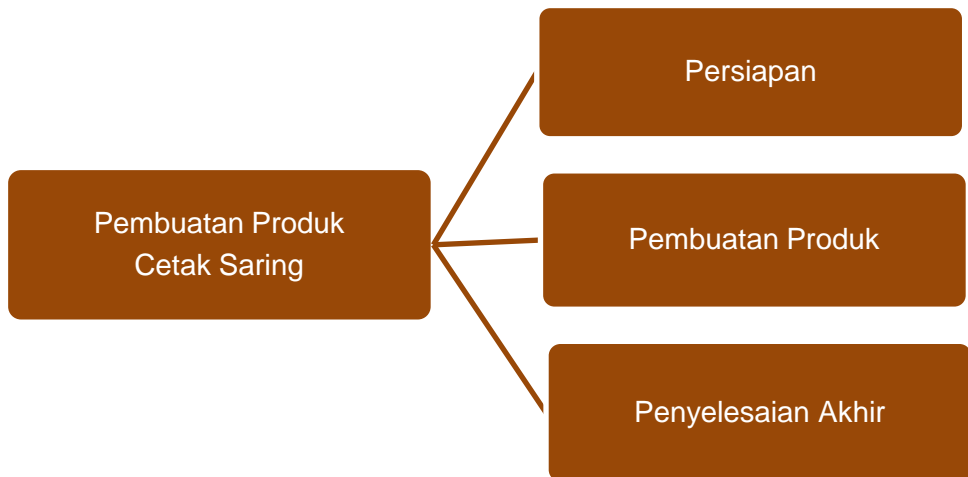 Persiapan
Pembuatan Produk
Cetak Saring
Pembuatan Produk
Penyelesaian Akhir